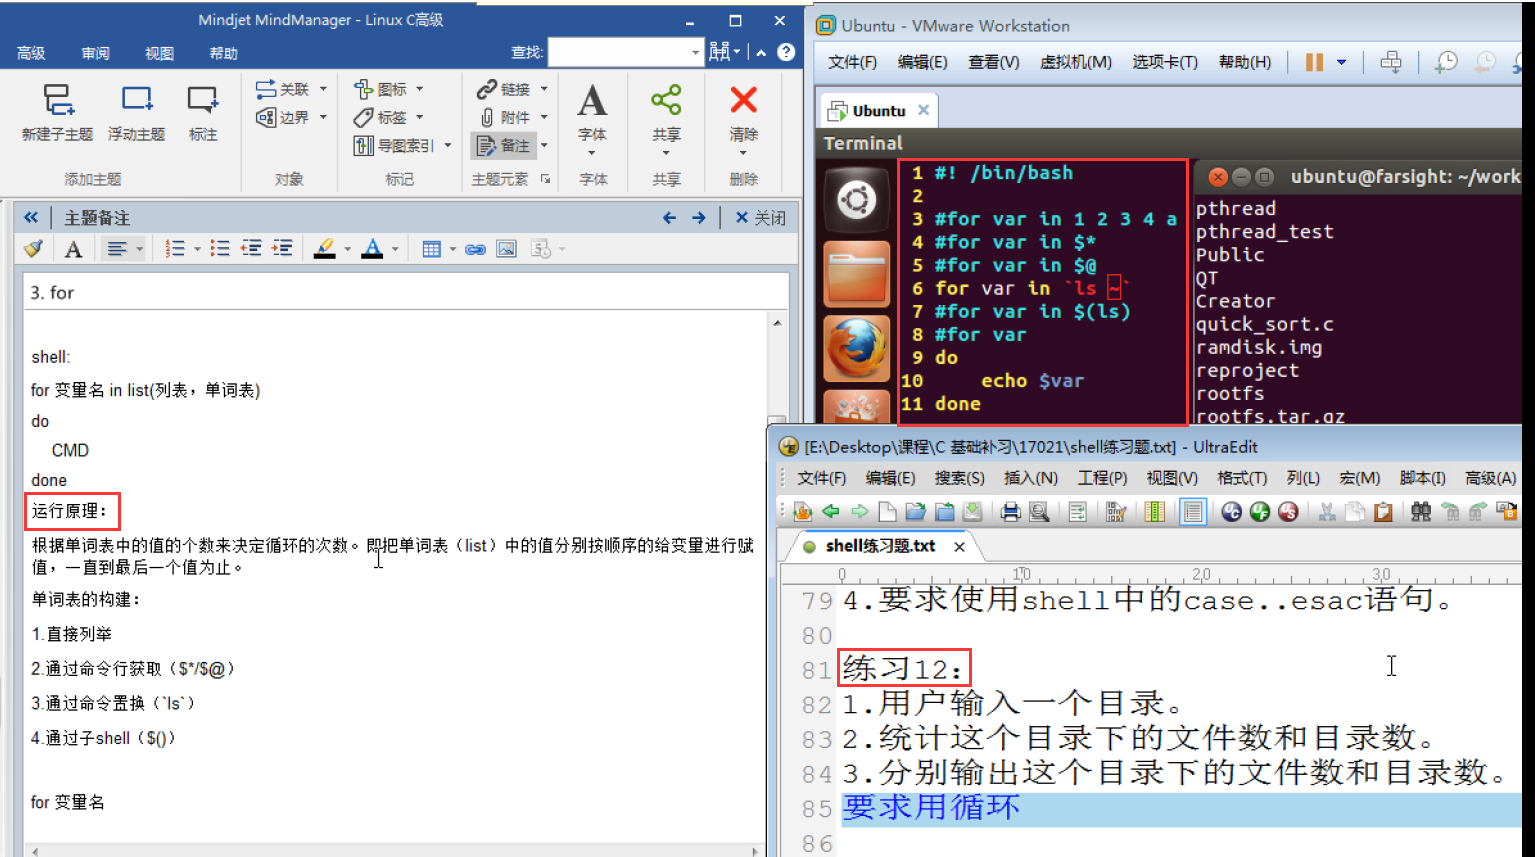 Mindjet MindManager - Linux C高级
高级 审阅 视图 帮助 查找:
新建子主题 浮动主题 标注
关联
边界
图标
标签
导图索引
链接
附件
备注
字体 共享 清除
添加主题 对象 标记 主题元素 字体 共享 删除
主题备注 关闭
3. for
shell:
for 变量名 in list(列表，单词表)
do
CMD
done
运行原理：
根据单词表中的值的个数来决定循环的次数。即把单词表（list）中的值分别按顺序的给变量进行赋
值，一直到最后一个值为止。
单词表的构建：
1.直接列举
2.通过命令行获取（$*/$@）
3.通过命令置换（`ls`）
4.通过子shell（$()）
for 变量名
Ubuntu - VMware Workstation
文件(F) 编辑(E) 查看(V) 虚拟机(M) 选项卡(T) 帮助(H)
Ubuntu
Terminal
1 #! /bin/bash
2
3 #for var in 1 2 3 4 a
4 #for var in $*
5 #for var in $@
6 for var in `ls ~`
7 #for var in $(ls)
8 #for var
9 do
10 echo $var
11 done
ubuntu@farsight: ~/work
pthread
pthread_test
Public
QT
Creator
quick_sort.c
ramdisk.img
reproject
rootfs
rootfs.tar.gz
[E:\Desktop\课程\C 基础补习\17021\shell练习题.txt] - UltraEdit
文件(F) 编辑(E) 搜索(S) 插入(N) 工程(P) 视图(V) 格式(T) 列(L) 宏(M) 脚本(I) 高级(A)
shell练习题.txt
0 10 20 30
79 4.要求使用shell中的case..esac语句。
80
81 练习12：
82 1.用户输入一个目录。
83 2.统计这个目录下的文件数和目录数。
84 3.分别输出这个目录下的文件数和目录数。
85 要求用循环
86